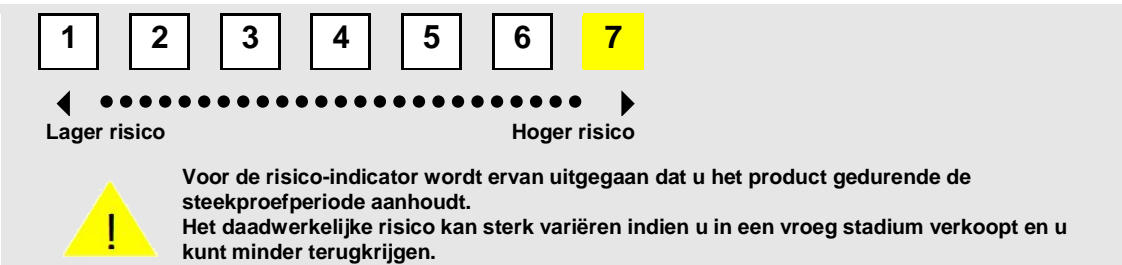 1 2 3 4 5 6 7
Lager risico Hoger risico
!
Voor de risico-indicator wordt ervan uitgegaan dat u het product gedurende de
steekproefperiode aanhoudt.
Het daadwerkelijke risico kan sterk variëren indien u in een vroeg stadium verkoopt en u
kunt minder terugkrijgen.